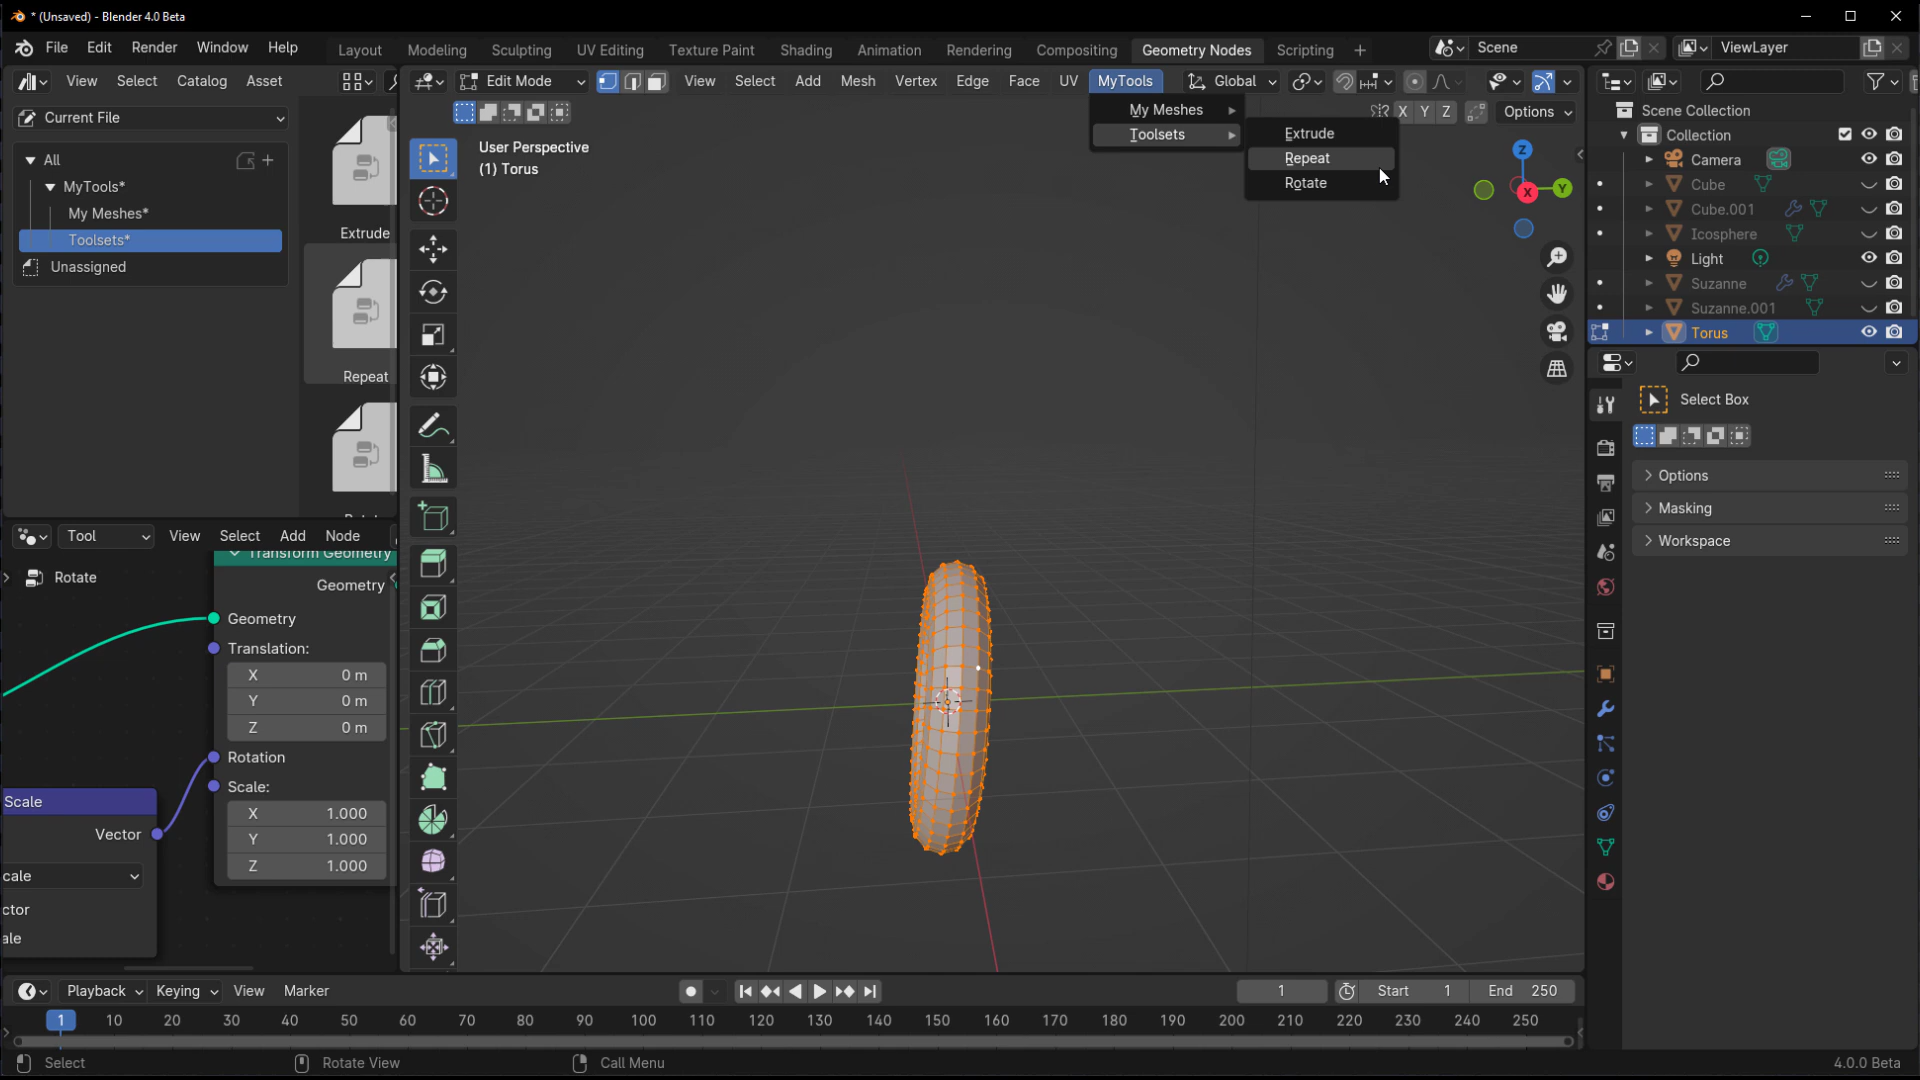 * (Unsaved) - Blender 4.0 Beta
File Edit Render Window Help
Layout Modeling Sculpting UV Editing Texture Paint Shading Animation Rendering Compositing Geometry Nodes Scripting +
Scene
ViewLayer
View Select Catalog Asset
Edit Mode
View Select Add Mesh Vertex Edge Face UV MyTools
Global
Current File
All
MyTools*
My Meshes*
Toolsets*
Unassigned
Extrude
Repeat
X Y Z
Options
User Perspective
(1) Torus
My Meshes
Toolsets
Extrude
Repeat
Rotate
Z
X
Y
Scene Collection
Collection
Camera
Cube
Cube.001
Icosphere
Light
Suzanne
Suzanne.001
Torus
Select Box
Options
Masking
Workspace
Tool
View Select Add Node
Rotate
Transform Geometry
Geometry
Geometry
Translation:
X 0 m
Y 0 m
Z 0 m
Rotation
Scale:
X 1.000
Y 1.000
Z 1.000
Scale
Vector
cale
ctor
ale
Playback Keying View Marker
1
Start 1
End 250
1 10 20 30 40 50 60 70 80 90 100 110 120 130 140 150 160 170 180 190 200 210 220 230 240 250
Select
Rotate View
Call Menu
4.0.0 Beta